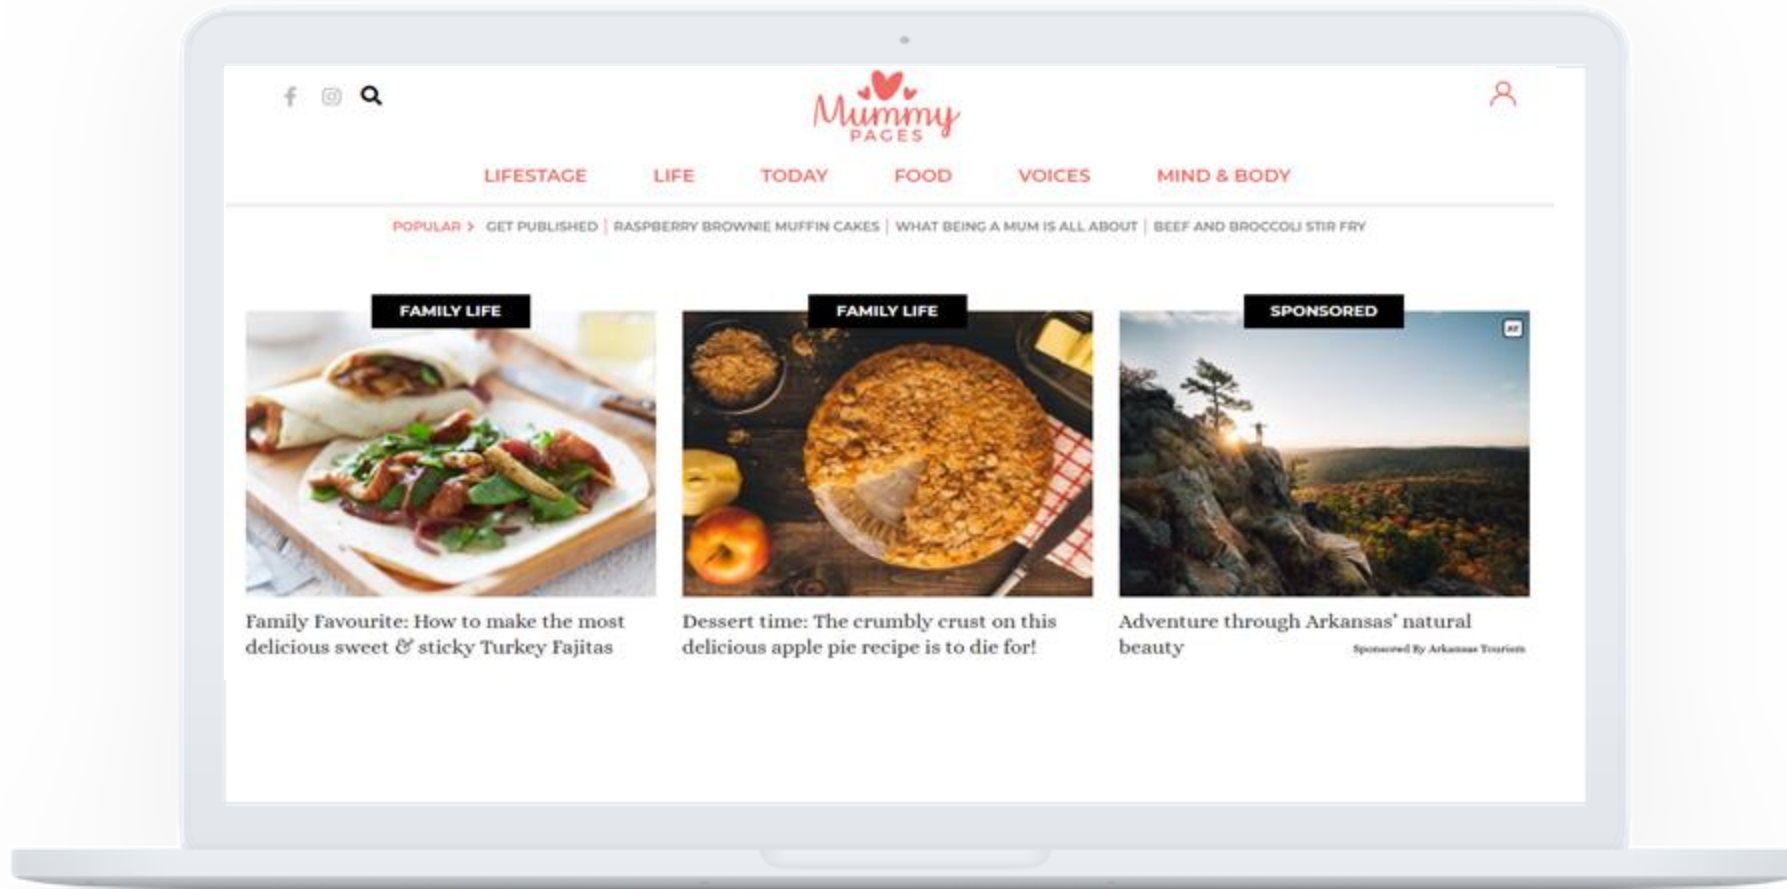 Mummy
PAGES
LIFESTAGE LIFE TODAY FOOD VOICES MIND & BODY
POPULAR > GET PUBLISHED | RASPBERRY BROWNIE MUFFIN CAKES | WHAT BEING A MUM IS ALL ABOUT | BEEF AND BROCCOLI STIR FRY
FAMILY LIFE
Family Favourite: How to make the most
delicious sweet & sticky Turkey Fajitas
FAMILY LIFE
Dessert time: The crumbly crust on this
delicious apple pie recipe is to die for!
SPONSORED
Adventure through Arkansas' natural
beauty
Sponsored By Arkansas Tourism